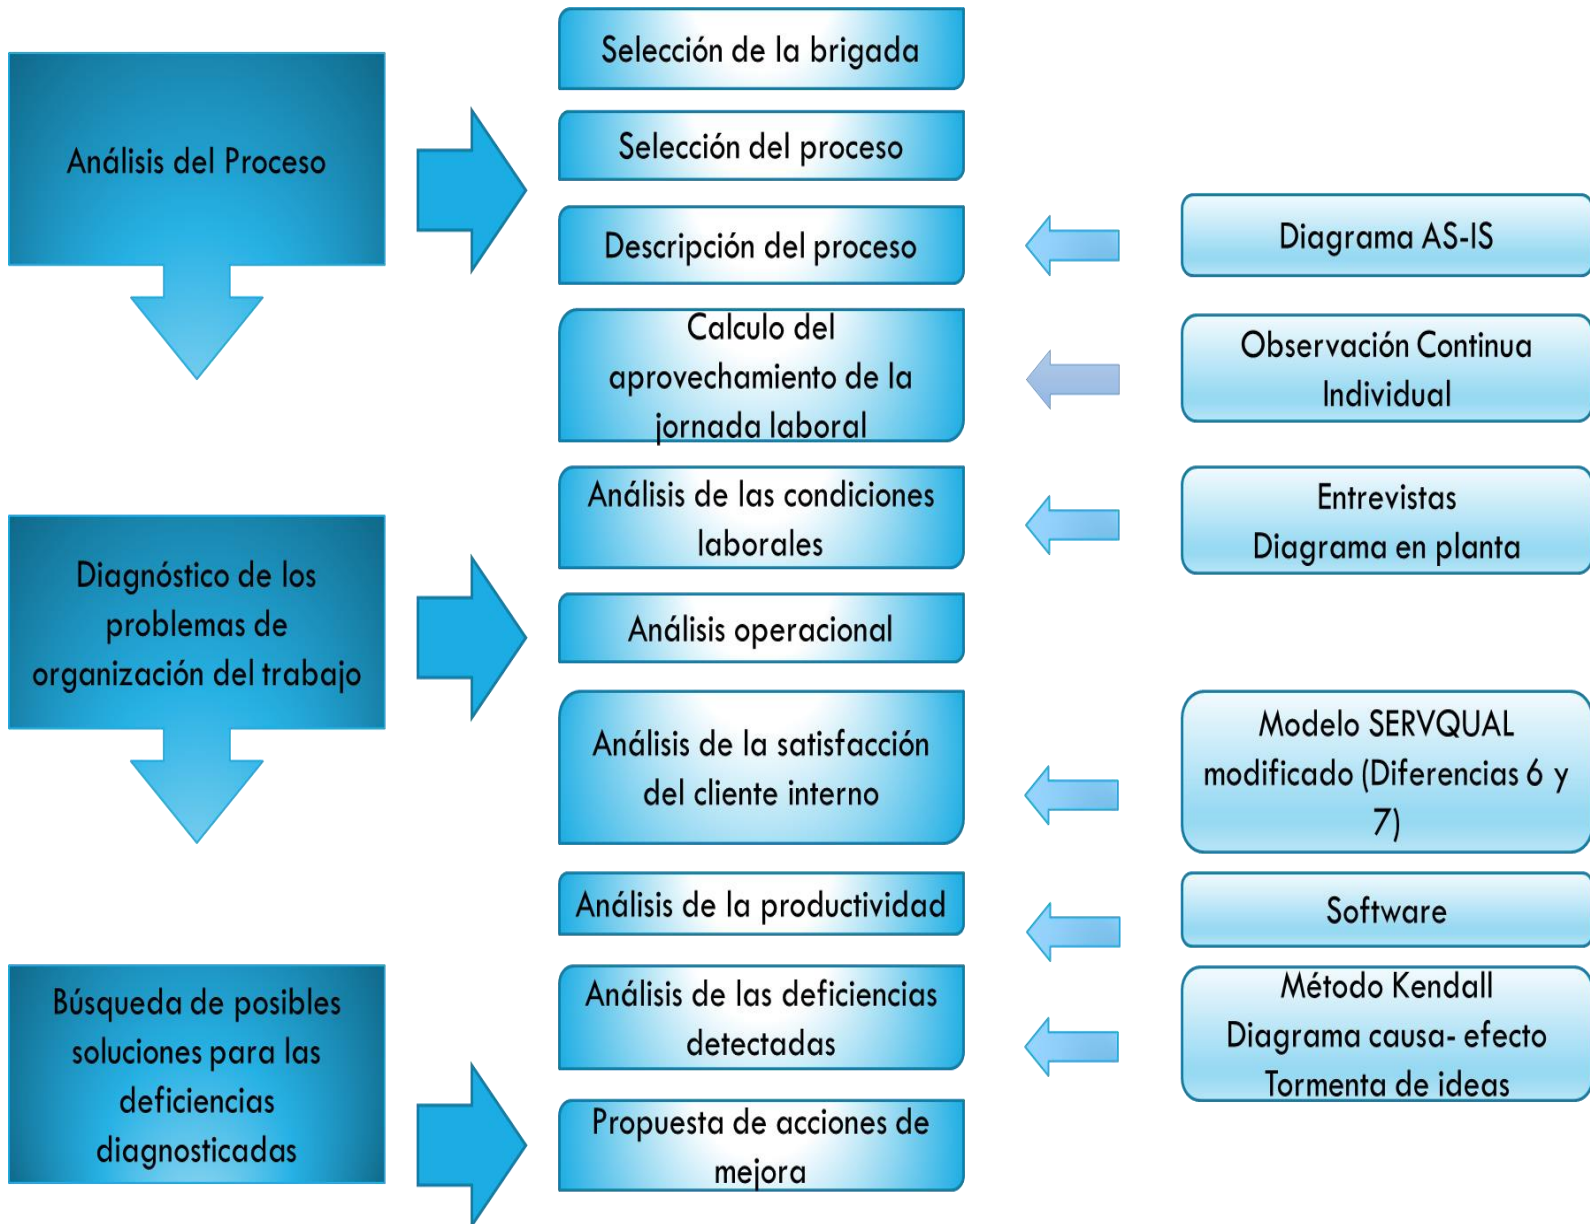 Análisis del Proceso
Diagnóstico de los
problemas de
organización del trabajo
Búsqueda de posibles
soluciones para las
deficiencias
diagnosticadas
Selección de la brigada
Selección del proceso
Descripción del proceso
Calculo del
aprovechamiento de la
jornada laboral
Análisis de las condiciones
laborales
Análisis operacional
Análisis de la satisfacción
del cliente interno
Análisis de la productividad
Análisis de las deficiencias
detectadas
Propuesta de acciones de
mejora
Diagrama AS-IS
Observación Continua
Individual
Entrevistas
Diagrama en planta
Modelo SERVQUAL
modificado (Diferencias 6 y
7)
Software
Método Kendall
Diagrama causa- efecto
Tormenta de ideas